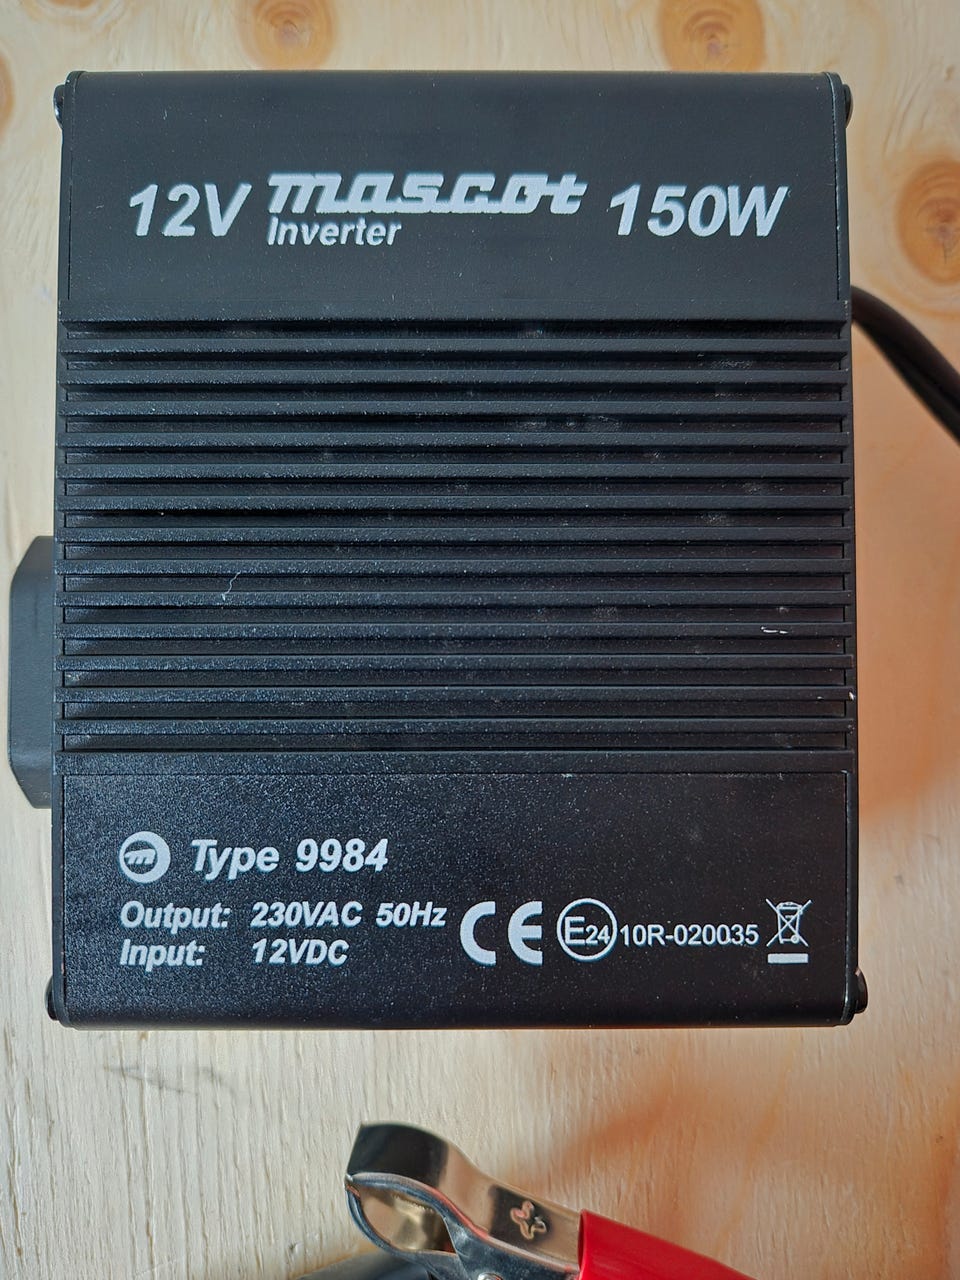 12V mascot 150W
Inverter
m Type 9984
Output: 230VAC 50Hz
Input: 12VDC
CE E24 10R-020035